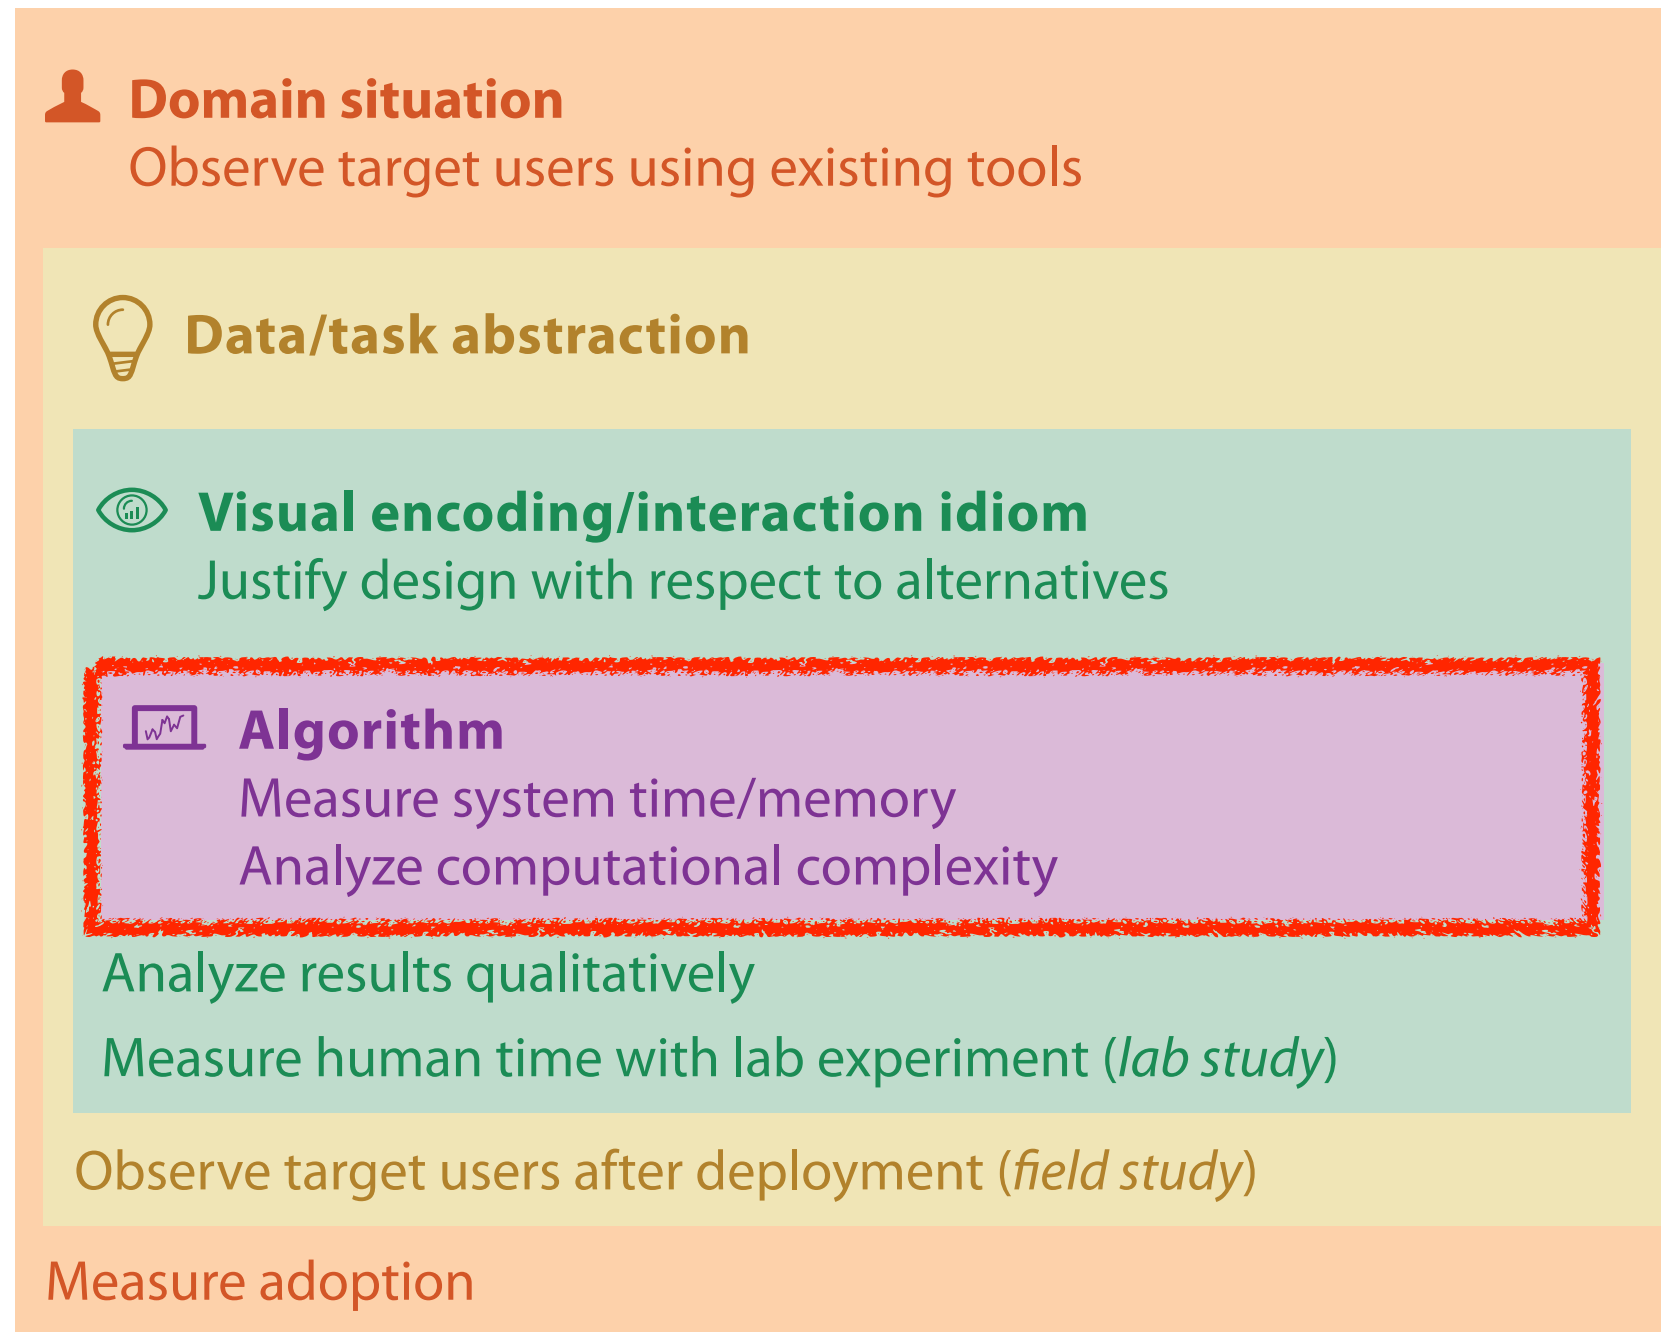 Domain situation
Observe target users using existing tools
Data/task abstraction
Visual encoding/interaction idiom
Justify design with respect to alternatives
Algorithm
Measure system time/memory
Analyze computational complexity
Analyze results qualitatively
Measure human time with lab experiment (lab study)
Observe target users after deployment (field study)
Measure adoption